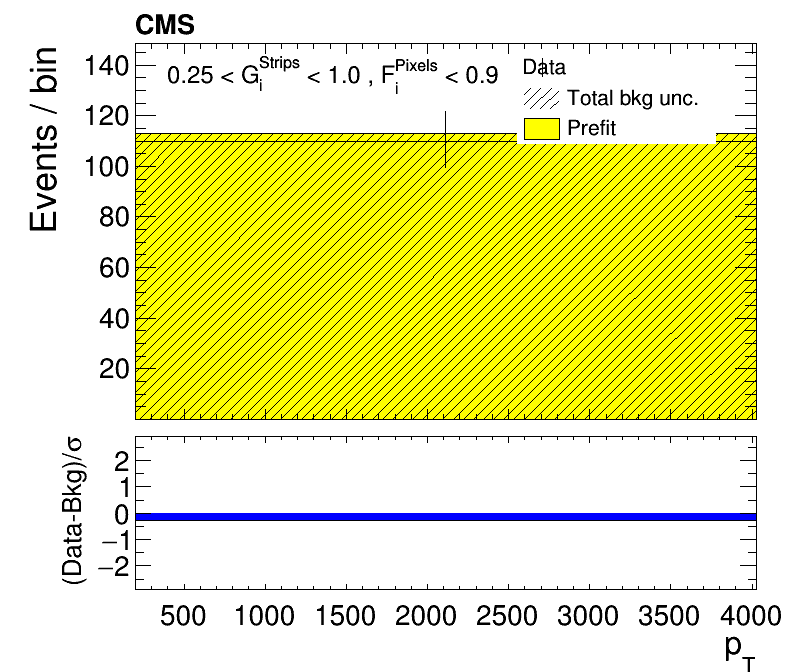 CMS
Events / bin
140
120
100
80
60
40
20
0.25 < G_i^Strips < 1.0 , F_i^Pixels < 0.9
Data
Total bkg unc.
Prefit
(Data-Bkg)/σ
2
1
0
−1
−2
500 1000 1500 2000 2500 3000 3500 4000
p_T